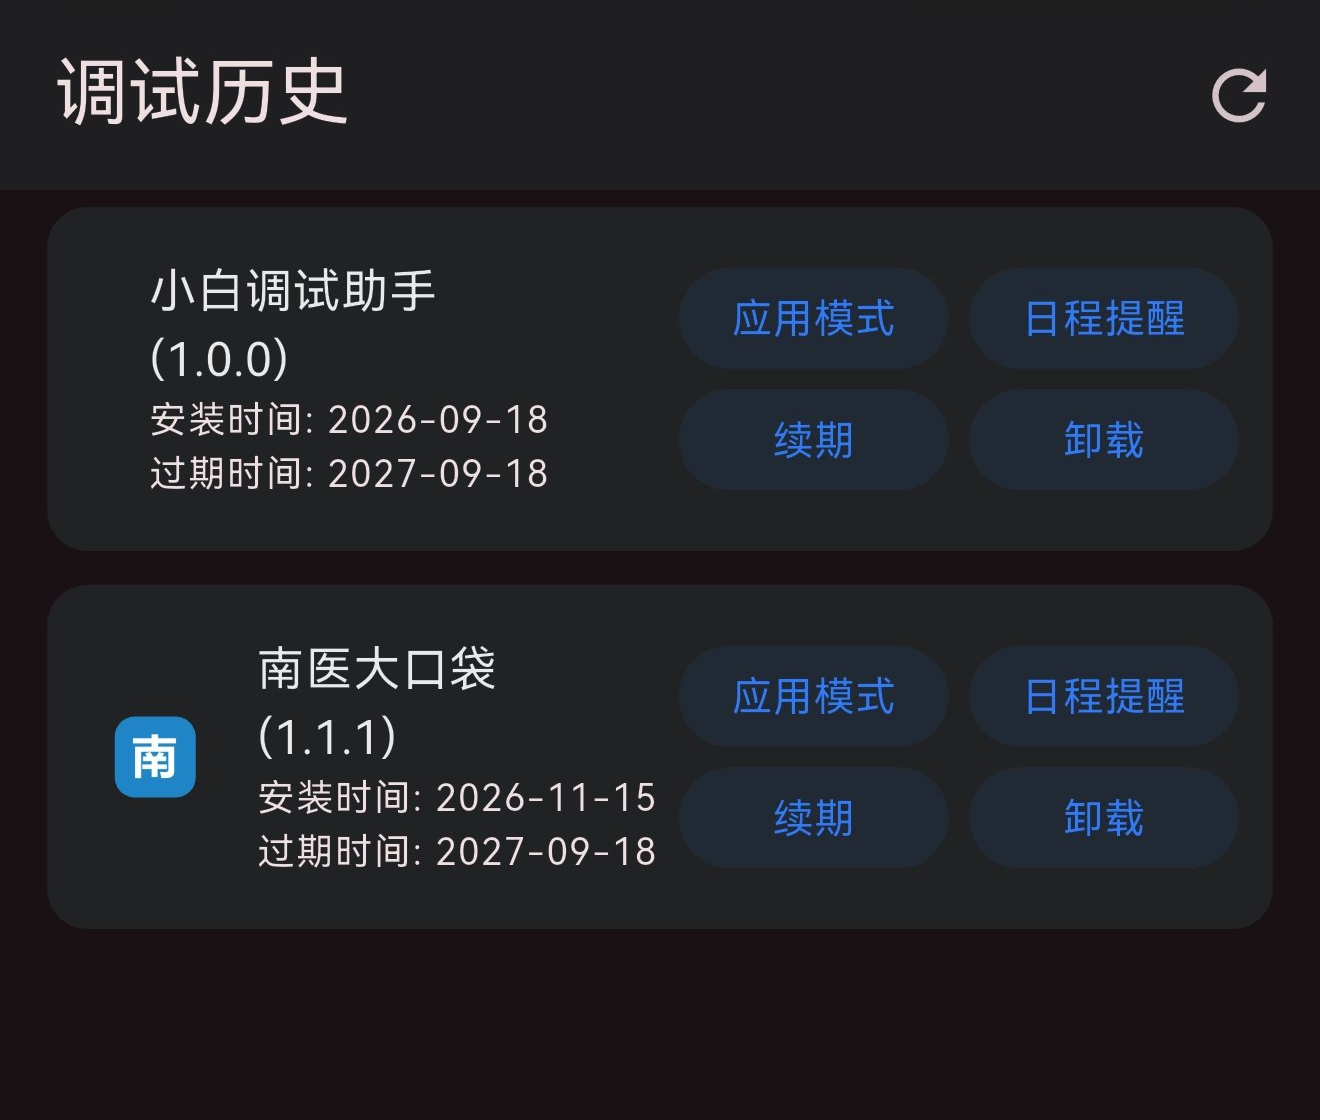 调试历史
小白调试助手
(1.0.0)
安装时间: 2026-09-18
过期时间: 2027-09-18
应用模式
日程提醒
续期
卸载
南
南医大口袋
(1.1.1)
安装时间: 2026-11-15
过期时间: 2027-09-18
应用模式
日程提醒
续期
卸载